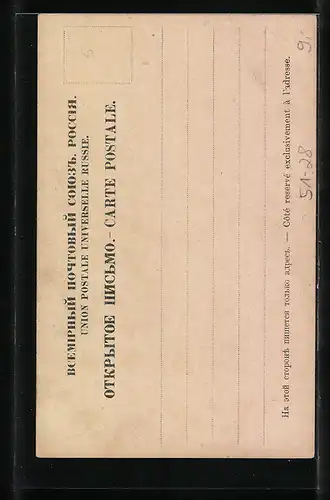 ВСЕМІРНЫЙ ПОЧТОВЫЙ СОЮЗЪ. РОССІЯ.
UNION POSTALE UNIVERSELLE RUSSIE.
ОТКРЫТОЕ ПИСЬМО. – CARTE POSTALE.
На этой сторонѣ пишется только адресъ. — Côté reservé exclusivement à l'adresse.
51-28
9,-